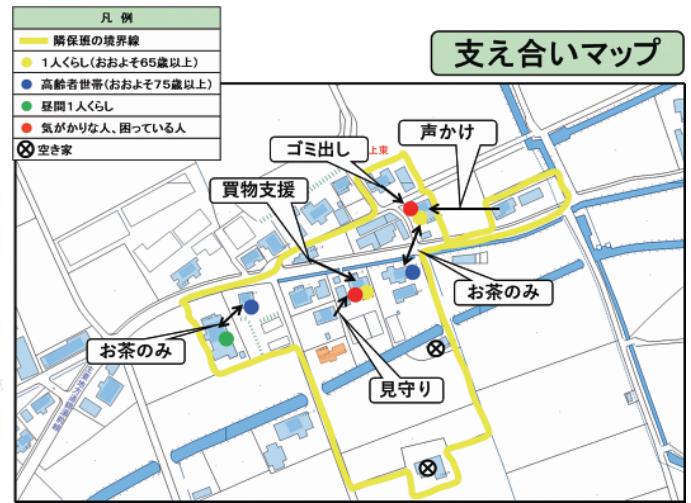 凡 例
隣保班の境界線
1人くらし(おおよそ65歳以上)
高齢者世帯(おおよそ75歳以上)
昼間1人くらし
気がかりな人、困っている人
空き家
支え合いマップ
声かけ
ゴミ出し
上東
買物支援
お茶のみ
お茶のみ
見守り